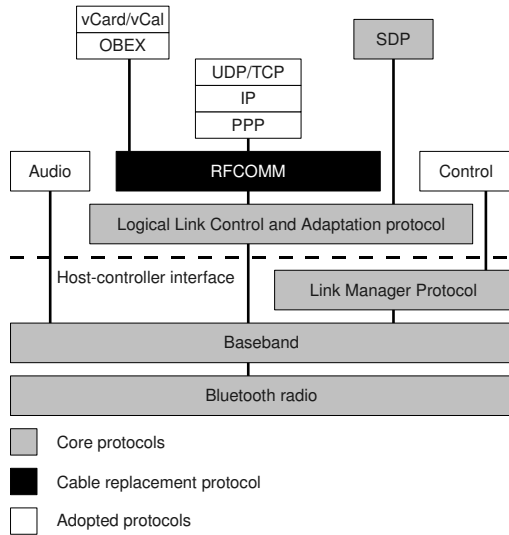 vCard/vCal
OBEX
SDP
UDP/TCP
IP
PPP
Audio
RFCOMM
Control
Logical Link Control and Adaptation protocol
Host-controller interface
Link Manager Protocol
Baseband
Bluetooth radio
Core protocols
Cable replacement protocol
Adopted protocols